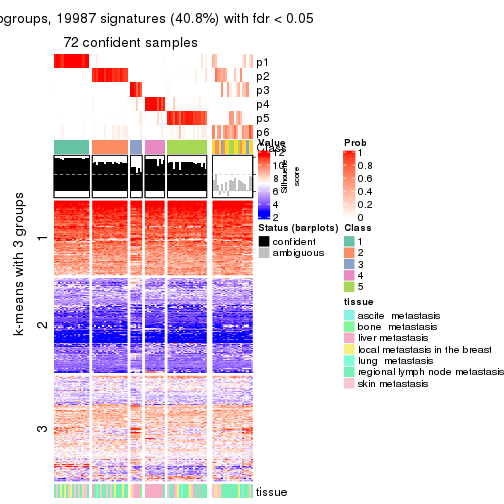 ogroups, 19987 signatures (40.8%) with fdr < 0.05
72 confident samples
p1
p2
p3
p4
p5
p6
Class
Silhouette
score
k-means with 3 groups
1
2
3
tissue
Value
12
10
8
6
4
2
Prob
1
0.8
0.6
0.4
0.2
0
Status (barplots)
confident
ambiguous
Class
1
2
3
4
5
tissue
ascite metastasis
bone metastasis
liver metastasis
local metastasis in the breast
lung metastasis
regional lymph node metastasis
skin metastasis